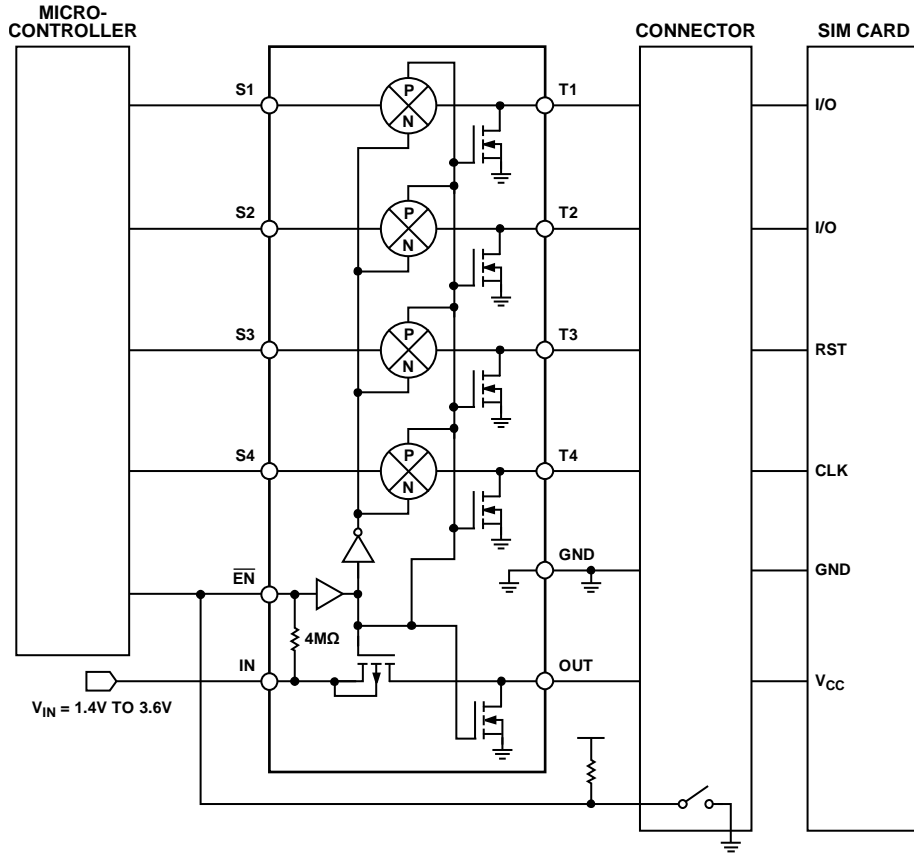 MICRO-
CONTROLLER
CONNECTOR
SIM CARD
S1
P
N
T1
I/O
S2
P
N
T2
I/O
S3
P
N
T3
RST
S4
P
N
T4
CLK
GND
GND
EN
4MΩ
IN
OUT
VCC
VIN = 1.4V TO 3.6V